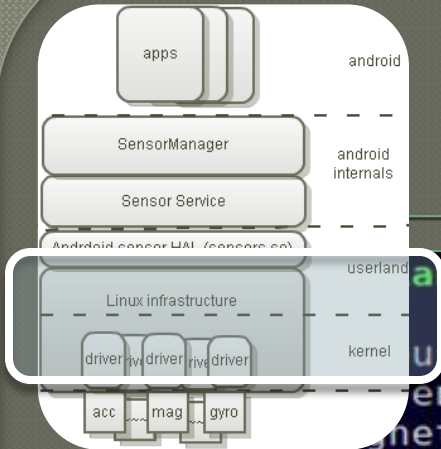 apps
android
SensorManager
android
internals
Sensor Service
Andrdoid sensor HAL (sensors.so)
userland
Linux infrastructure
kernel
driver
driver
driver
acc
mag
gyro